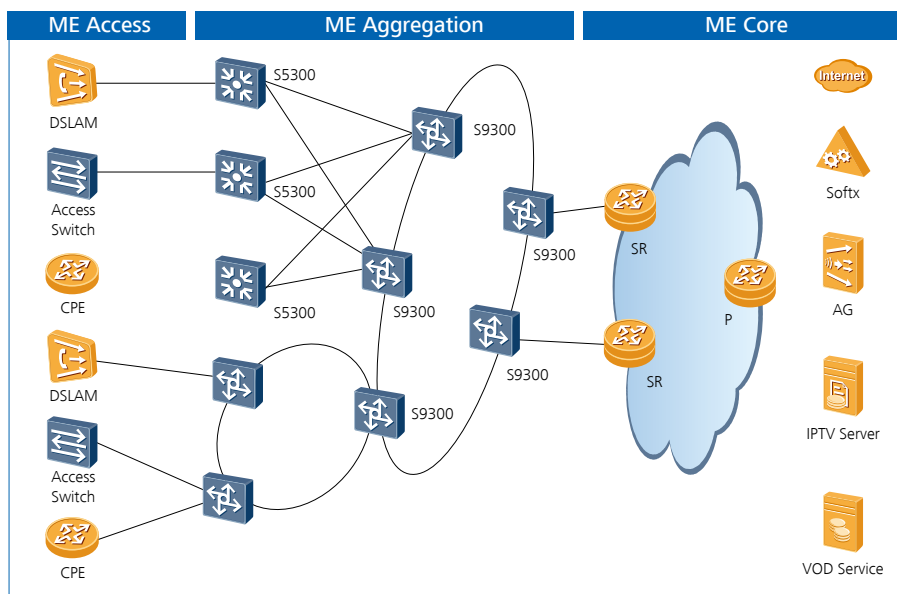 ME Access
ME Aggregation
ME Core
S5300
Internet
DSLAM
S9300
Softx
S5300
Access
Switch
SR
S9300
CPE
S5300
S9300
P
AG
DSLAM
S9300
SR
S9300
IPTV Server
Access
Switch
CPE
VOD Service